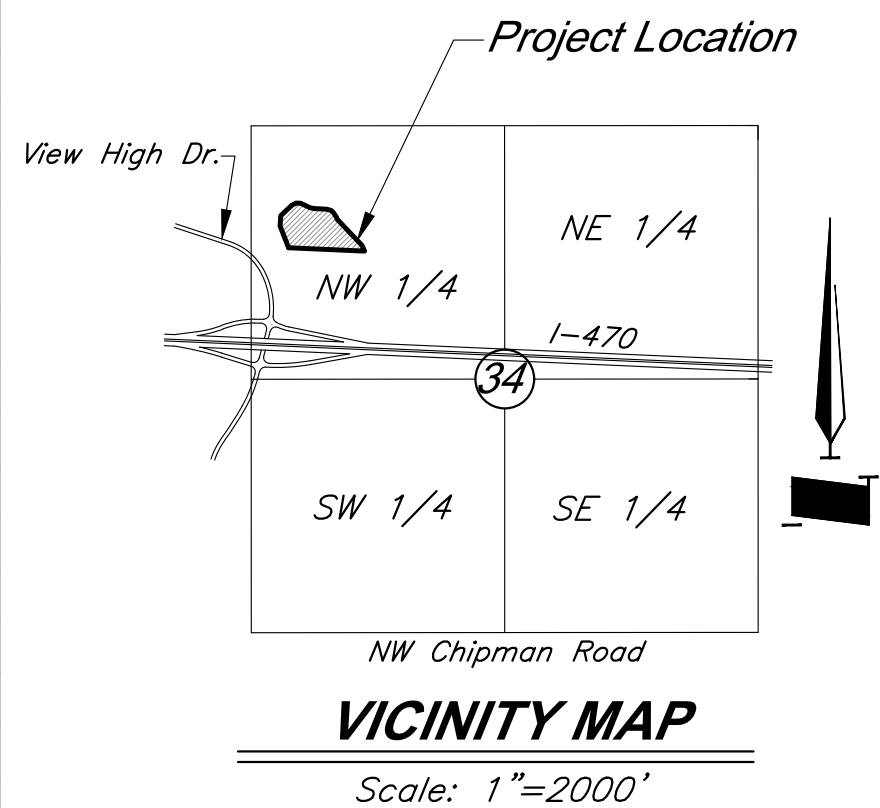 Project Location
View High Dr.
NE 1/4
NW 1/4
I-470
34
SW 1/4
SE 1/4
NW Chipman Road
VICINITY MAP
Scale: 1"=2000'